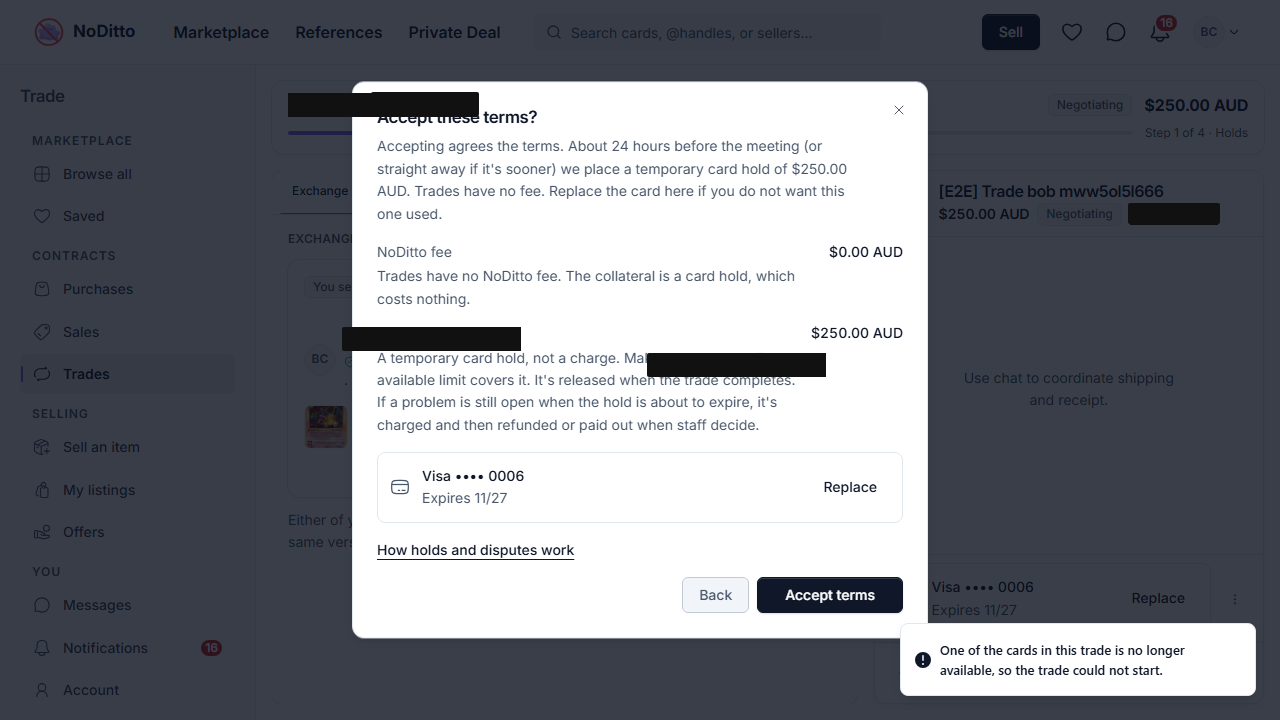 NoDitto
Marketplace
References
Private Deal
Search cards, @handles, or sellers...
Sell
16
BC
Trade
MARKETPLACE
Browse all
Saved
CONTRACTS
Purchases
Sales
Trades
SELLING
Sell an item
My listings
Offers
YOU
Messages
Notifications
16
Account
Negotiating
$250.00 AUD
Step 1 of 4 · Holds
Exchange
EXCHANG
You se
BC
Either of y
same vers
[E2E] Trade bob mww5ol5l666
$250.00 AUD
Negotiating
Use chat to coordinate shipping
and receipt.
Visa •••• 0006
Expires 11/27
Replace
Accept these terms?
Accepting agrees the terms. About 24 hours before the meeting (or
straight away if it's sooner) we place a temporary card hold of $250.00
AUD. Trades have no fee. Replace the card here if you do not want this
one used.
NoDitto fee
$0.00 AUD
Trades have no NoDitto fee. The collateral is a card hold, which
costs nothing.
$250.00 AUD
A temporary card hold, not a charge.
available limit covers it. It's released when the trade completes.
If a problem is still open when the hold is about to expire, it's
charged and then refunded or paid out when staff decide.
Visa •••• 0006
Expires 11/27
Replace
How holds and disputes work
Back
Accept terms
One of the cards in this trade is no longer
available, so the trade could not start.